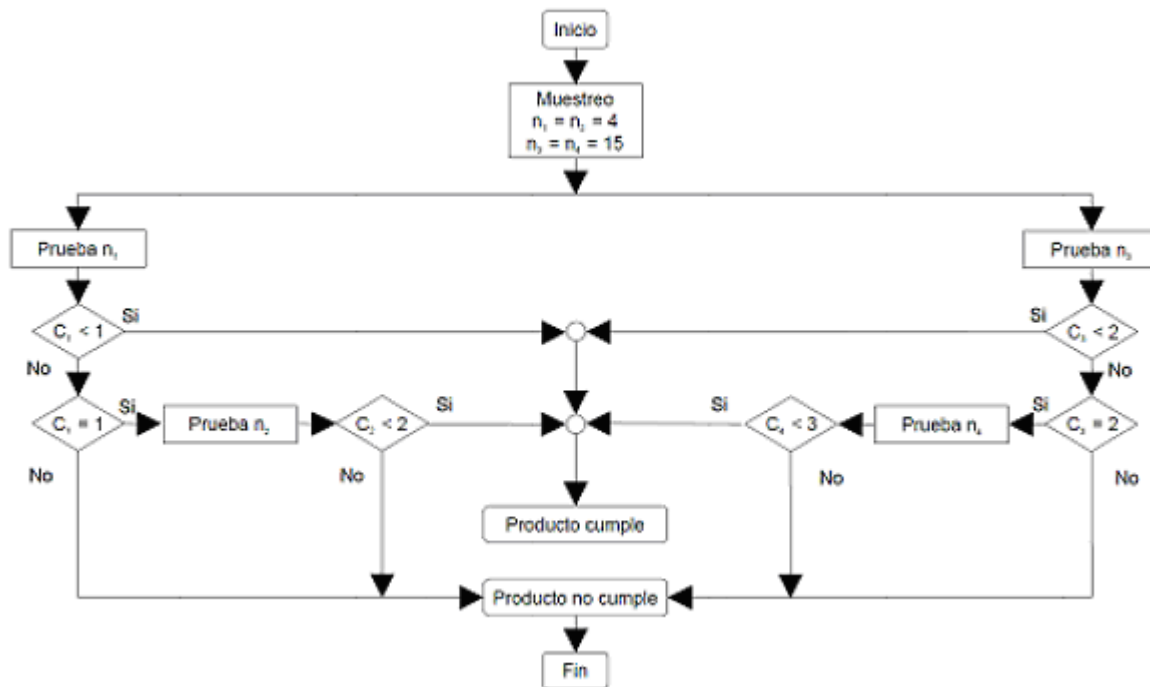 Inicio
Muestreo
n₁ = n₂ = 4
n₃ = n₄ = 15
Prueba n₁
Prueba n₃
C₁ < 1
Si
Si
C₃ < 2
No
No
C₁ = 1
Si
Prueba n₂
C₂ < 2
Si
Si
C₄ < 3
Prueba n₄
Si
C₃ = 2
No
No
No
No
Producto cumple
Producto no cumple
Fin